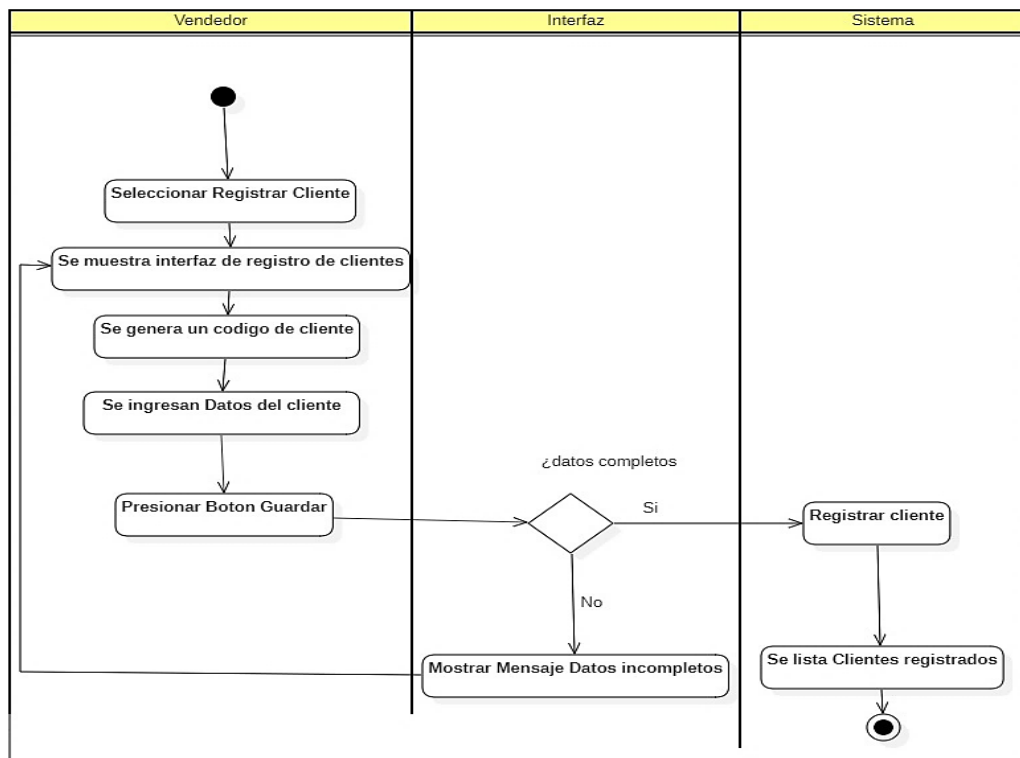 Vendedor
Interfaz
Sistema
Seleccionar Registrar Cliente
Se muestra interfaz de registro de clientes
Se genera un codigo de cliente
Se ingresan Datos del cliente
Presionar Boton Guardar
¿datos completos
Si
No
Registrar cliente
Mostrar Mensaje Datos incompletos
Se lista Clientes registrados